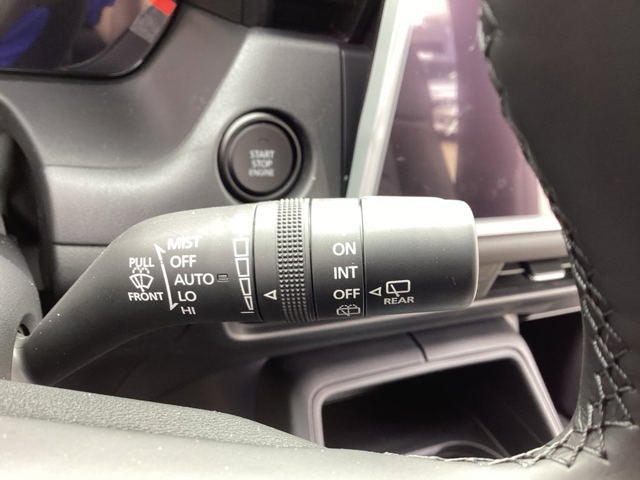 START
STOP
ENGINE
MIST
PULL
OFF
AUTO
FRONT
LO
HI
ON
INT
OFF
REAR